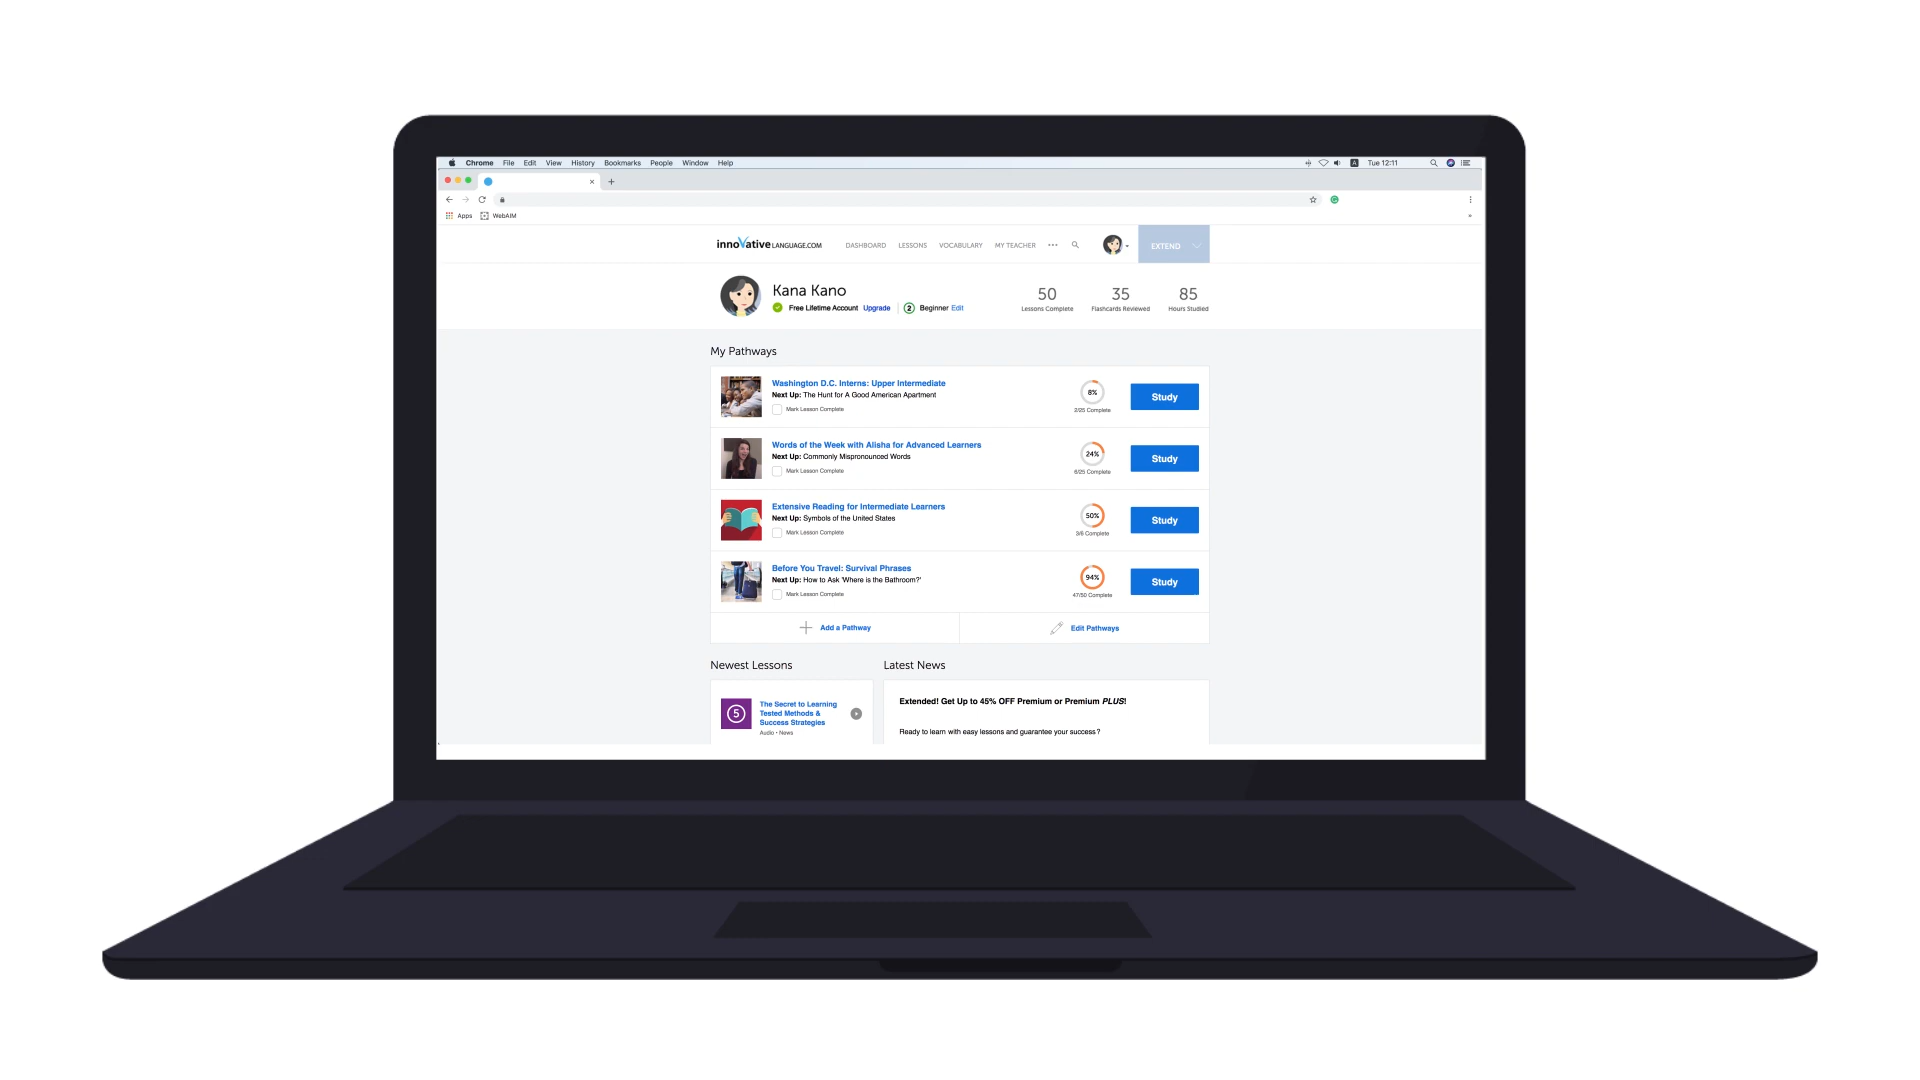 Chrome File Edit View History Bookmarks People Window Help
A Tue 12:11
Apps WebAIM
innoVative LANGUAGE.COM DASHBOARD LESSONS VOCABULARY MY TEACHER EXTEND
Kana Kano
Free Lifetime Account Upgrade 2 Beginner Edit
50 35 85
Lessons Complete Flashcards Reviewed Hours Studied
My Pathways
Washington D.C. Interns: Upper Intermediate
Next Up: The Hunt for A Good American Apartment
Mark Lesson Complete
8%
2/25 Complete
Study
Words of the Week with Alisha for Advanced Learners
Next Up: Commonly Mispronounced Words
Mark Lesson Complete
24%
6/25 Complete
Study
Extensive Reading for Intermediate Learners
Next Up: Symbols of the United States
Mark Lesson Complete
50%
3/6 Complete
Study
Before You Travel: Survival Phrases
Next Up: How to Ask 'Where is the Bathroom?'
Mark Lesson Complete
94%
47/50 Complete
Study
Add a Pathway Edit Pathways
Newest Lessons
5
The Secret to Learning
Tested Methods &
Success Strategies
Audio • News
Latest News
Extended! Get Up to 45% OFF Premium or Premium PLUS!
Ready to learn with easy lessons and guarantee your success?